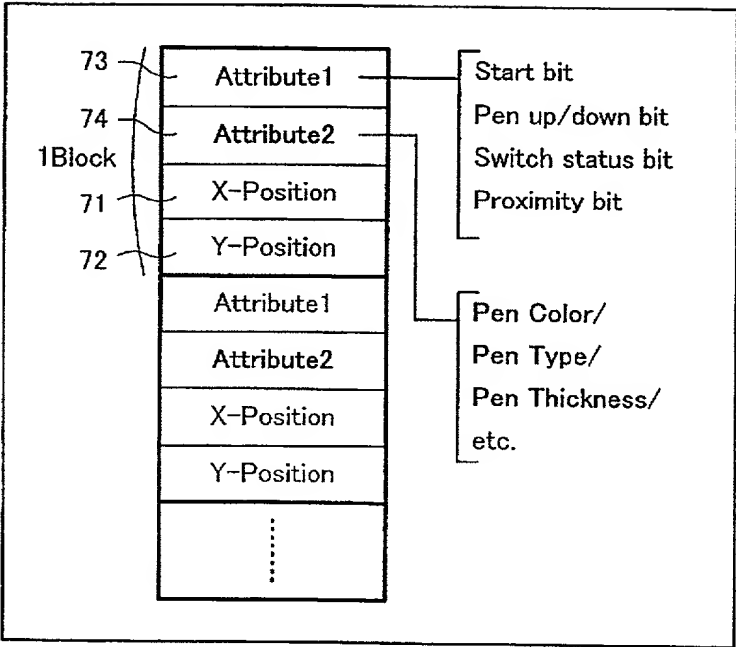 73
Attribute1
Start bit
Pen up/down bit
Switch status bit
Proximity bit
74
Attribute2
1Block
71
X-Position
72
Y-Position
Attribute1
Attribute2
X-Position
Y-Position
Pen Color/
Pen Type/
Pen Thickness/
etc.